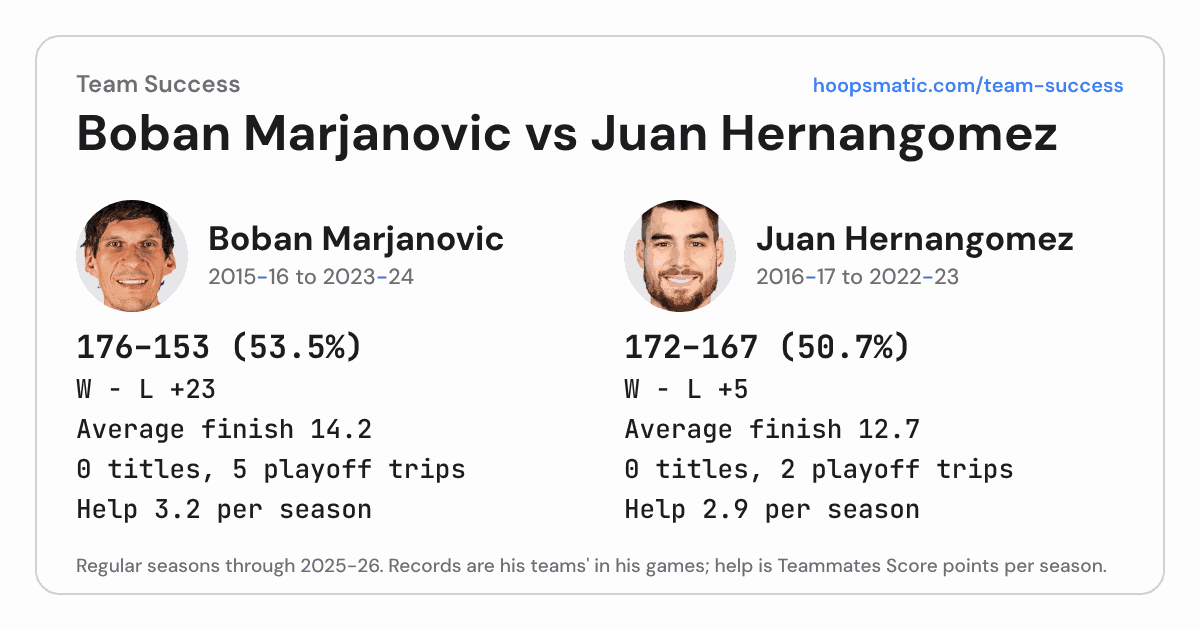 Team Success
hoopsmatic.com/team-success
Boban Marjanovic vs Juan Hernangomez
Boban Marjanovic
2015-16 to 2023-24
176-153 (53.5%)
W - L +23
Average finish 14.2
0 titles, 5 playoff trips
Help 3.2 per season
Juan Hernangomez
2016-17 to 2022-23
172-167 (50.7%)
W - L +5
Average finish 12.7
0 titles, 2 playoff trips
Help 2.9 per season
Regular seasons through 2025-26. Records are his teams' in his games; help is Teammates Score points per season.